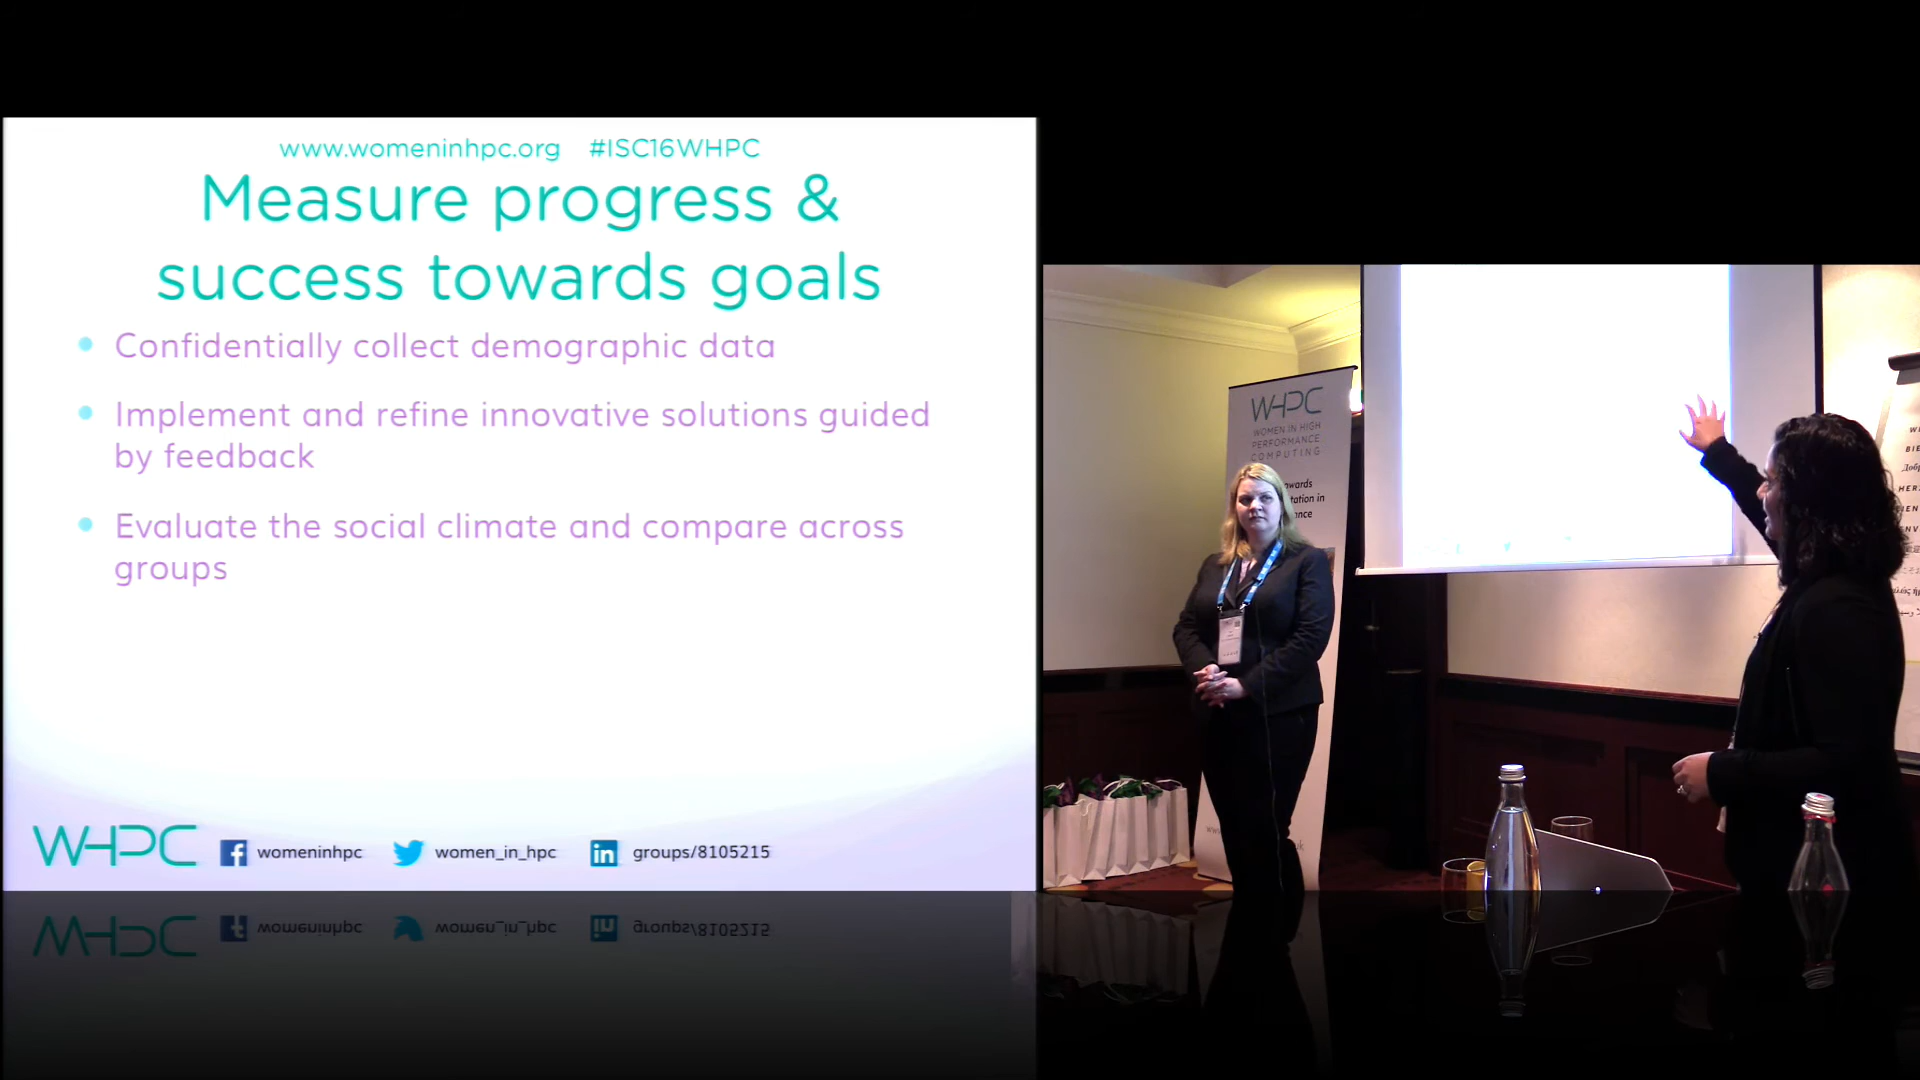 www.womeninhpc.org #ISC16WHPC
Measure progress &
success towards goals
Confidentially collect demographic data
Implement and refine innovative solutions guided
by feedback
Evaluate the social climate and compare across
groups
WHPC womeninhpc women_in_hpc groups/8105215
WHPC
WOMEN IN HIGH
PERFORMANCE
COMPUTING